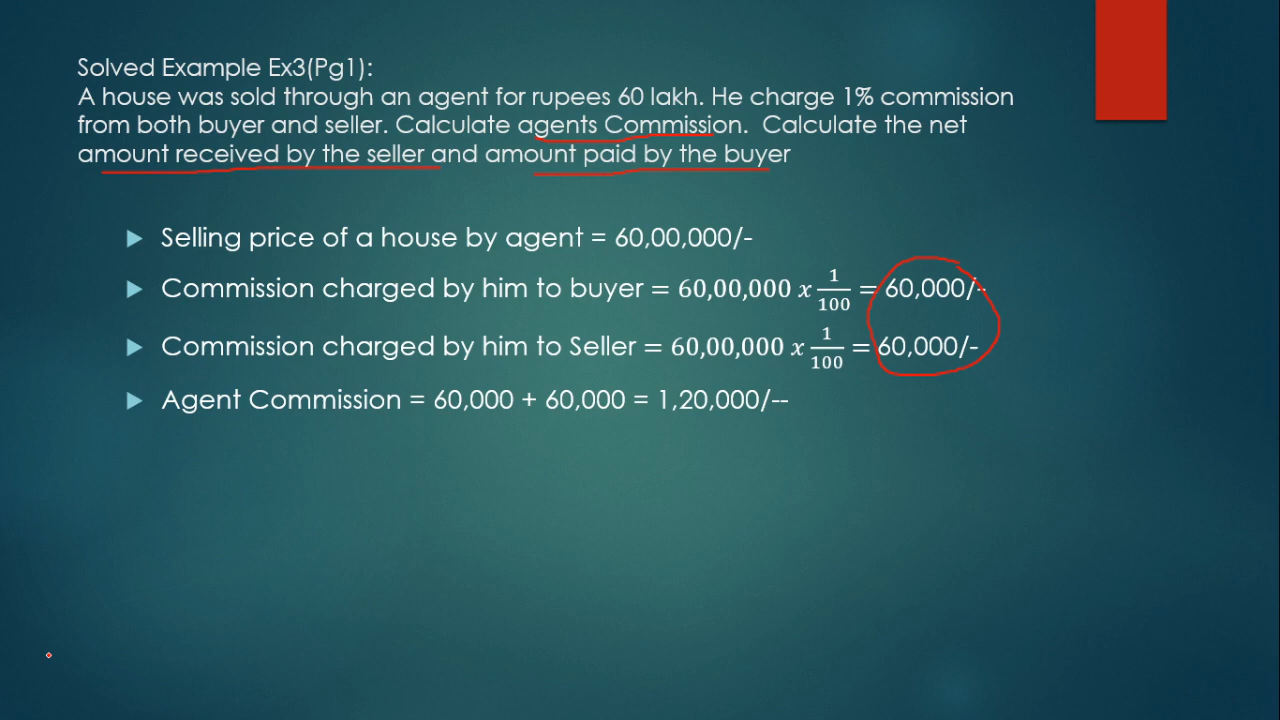 Solved Example Ex3(Pg1):
A house was sold through an agent for rupees 60 lakh. He charge 1% commission
from both buyer and seller. Calculate agents Commission.  Calculate the net
amount received by the seller and amount paid by the buyer
Selling price of a house by agent = 60,00,000/-
Commission charged by him to buyer = 60,00,000 x 1/100 = 60,000/-
Commission charged by him to Seller = 60,00,000 x 1/100 = 60,000/-
Agent Commission = 60,000 + 60,000 = 1,20,000/--